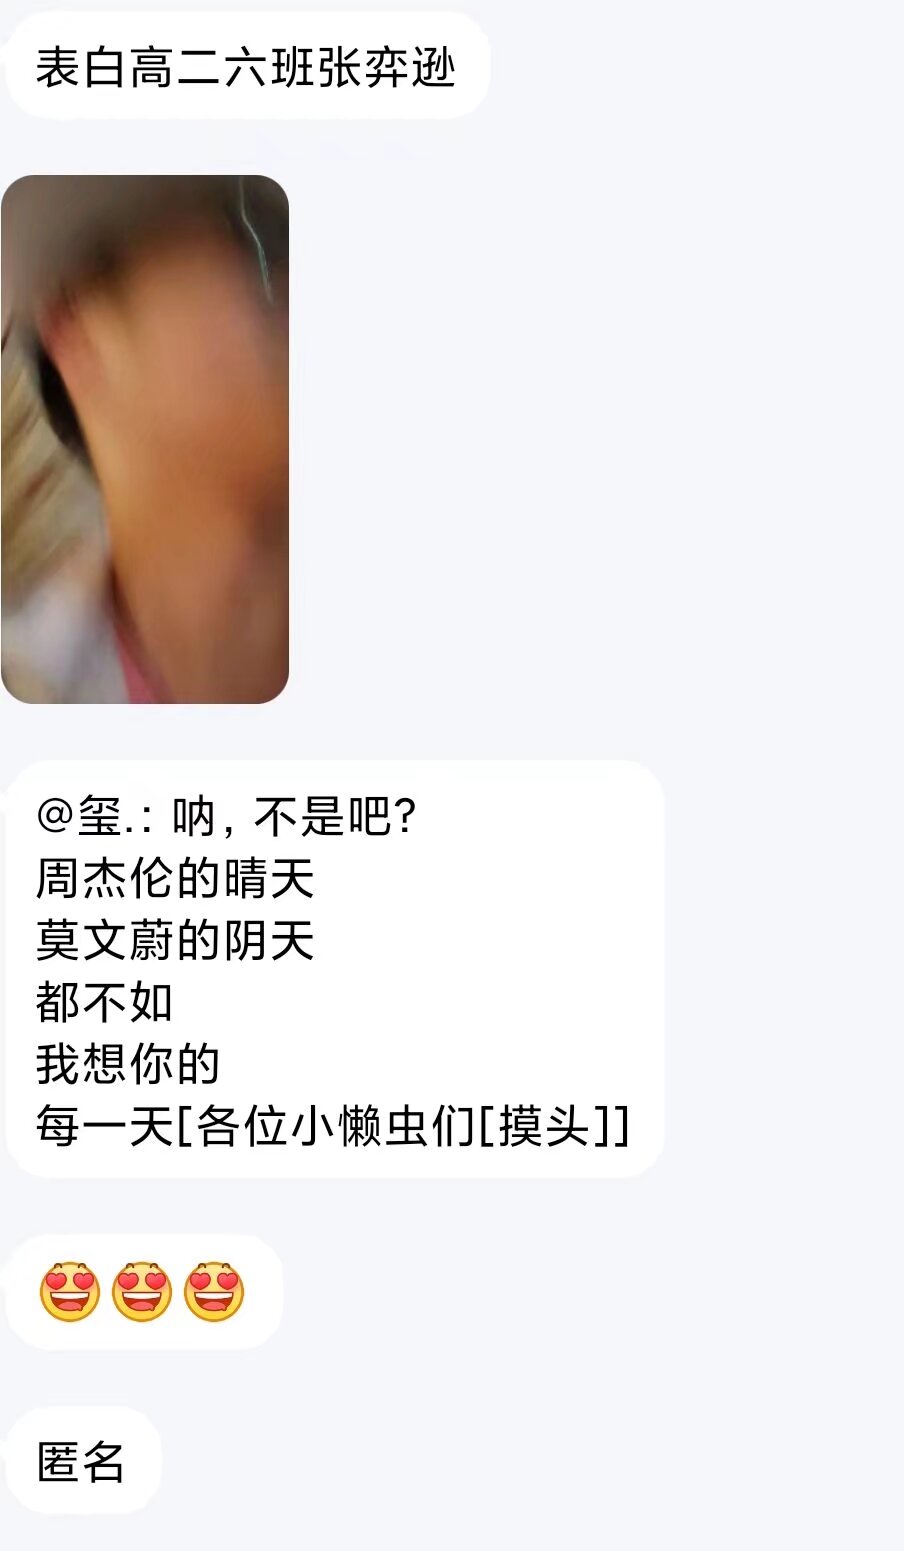 表白高二六班张弈逊
@玺.: 呐, 不是吧?
周杰伦的晴天
莫文蔚的阴天
都不如
我想你的
每一天[各位小懒虫们[摸头]]
匿名